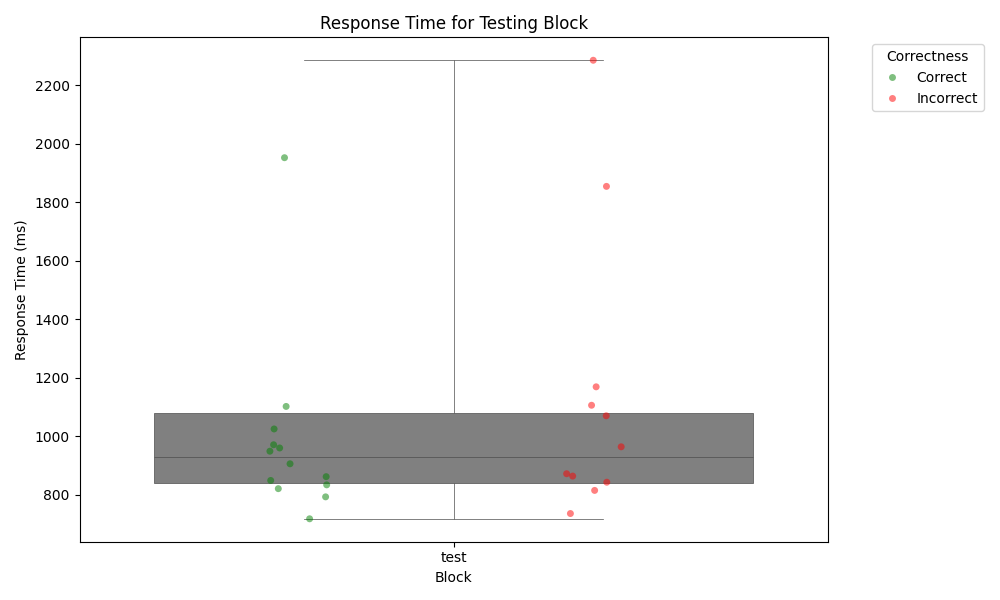 Response Time for Testing Block
Correctness
Correct
Incorrect
2200
2000
1800
1600
1400
1200
1000
800
Response Time (ms)
test
Block